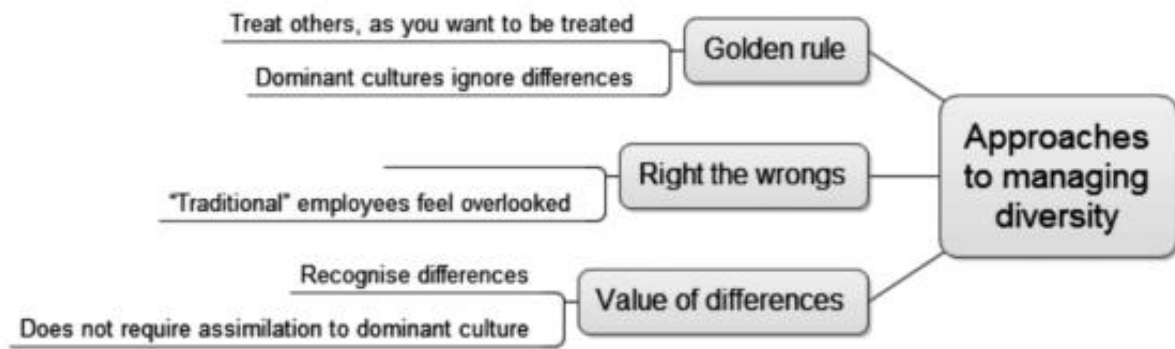 Treat others, as you want to be treated
Dominant cultures ignore differences
Golden rule
"Traditional" employees feel overlooked
Right the wrongs
Recognise differences
Does not require assimilation to dominant culture
Value of differences
Approaches
to managing
diversity